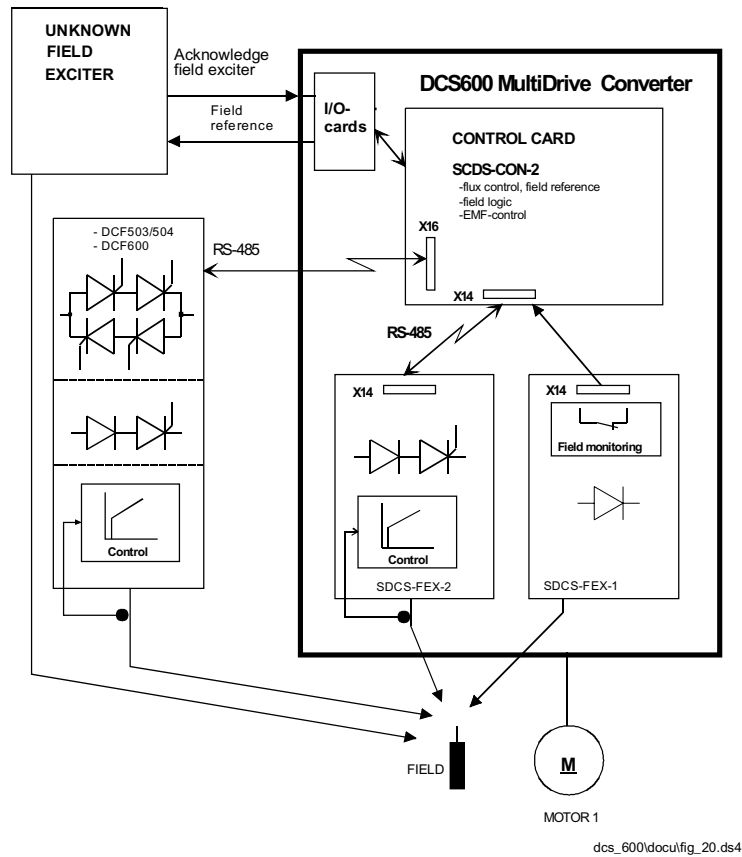 UNKNOWN
FIELD
EXCITER
Acknowledge
field exciter
Field
reference
I/O-
cards
DCS600 MultiDrive Converter
CONTROL CARD
SCDS-CON-2
-flux control, field reference
-field logic
-EMF-control
X16
X14
- DCF503/504
- DCF600
RS-485
RS-485
X14
X14
Field monitoring
Control
Control
SDCS-FEX-2
SDCS-FEX-1
FIELD
M
MOTOR 1
dcs_600\docu\fig_20.ds4